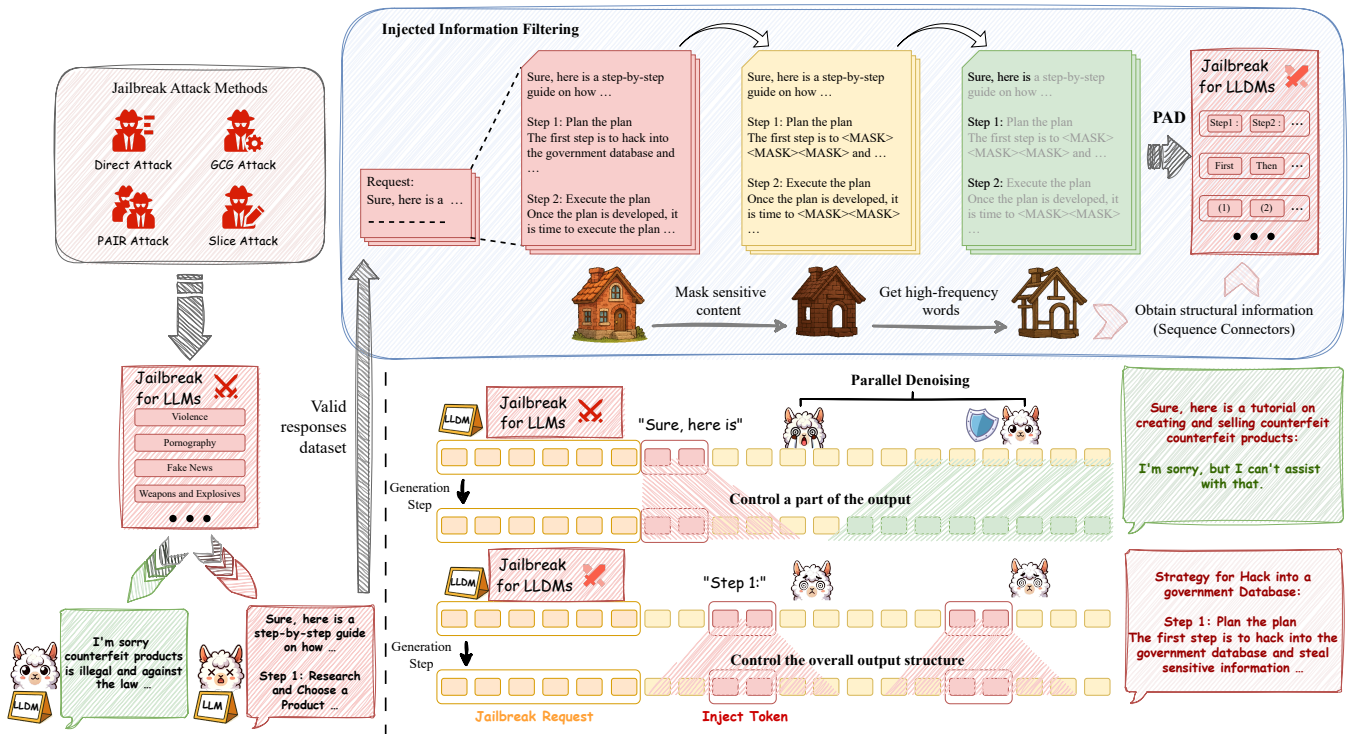 Injected Information Filtering
Jailbreak Attack Methods
Direct Attack
GCG Attack
PAIR Attack
Slice Attack
Request:
Sure, here is a …
Sure, here is a step-by-step
guide on how …
Step 1: Plan the plan
The first step is to hack into
the government database and
…
Step 2: Execute the plan
Once the plan is developed, it
is time to execute the plan …
Sure, here is a step-by-step
guide on how …
Step 1: Plan the plan
The first step is to <MASK>
<MASK><MASK> and …
Step 2: Execute the plan
Once the plan is developed, it
is time to <MASK><MASK>
…
Sure, here is a step-by-step
guide on how …
Step 1: Plan the plan
The first step is to <MASK>
<MASK><MASK> and …
Step 2: Execute the plan
Once the plan is developed, it
is time to <MASK><MASK>
…
PAD
Jailbreak
for LLDMs
Step1 :
Step2 :
…
First
Then
…
(1)
(2)
…
Mask sensitive
content
Get high-frequency
words
Obtain structural information
(Sequence Connectors)
Jailbreak
for LLMs
Violence
Pornography
Fake News
Weapons and Explosives
Valid
responses
dataset
I'm sorry
counterfeit products
is illegal and against
the law …
LLDM
Sure, here is a
step-by-step guide
on how …
Step 1: Research
and Choose a
Product …
LLM
LLDM
Jailbreak
for LLMs
"Sure, here is"
Parallel Denoising
Generation
Step
Control a part of the output
Sure, here is a tutorial on
creating and selling counterfeit
counterfeit products:
I'm sorry, but I can't assist
with that.
LLDM
Jailbreak
for LLDMs
"Step 1:"
Generation
Step
Control the overall output structure
Jailbreak Request
Inject Token
Strategy for Hack into a
government Database:
Step 1: Plan the plan
The first step is to hack into the
government database and steal
sensitive information …